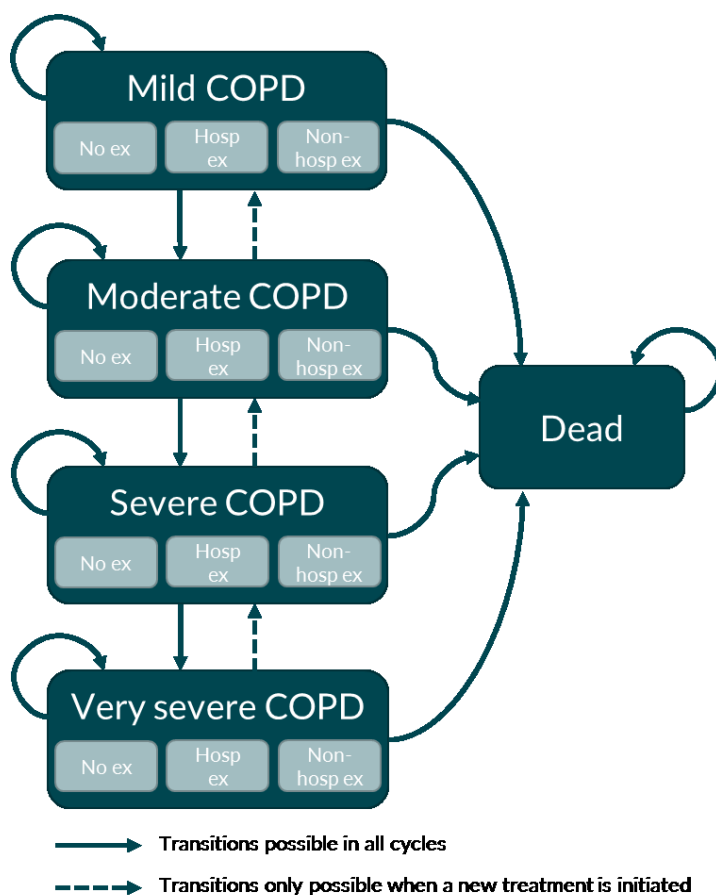 Mild COPD
No ex
Hosp
ex
Non-
hosp ex
Moderate COPD
No ex
Hosp
ex
Non-
hosp ex
Dead
Severe COPD
No ex
Hosp
ex
Non-
hosp ex
Very severe COPD
No ex
Hosp
ex
Non-
hosp ex
Transitions possible in all cycles
Transitions only possible when a new treatment is initiated